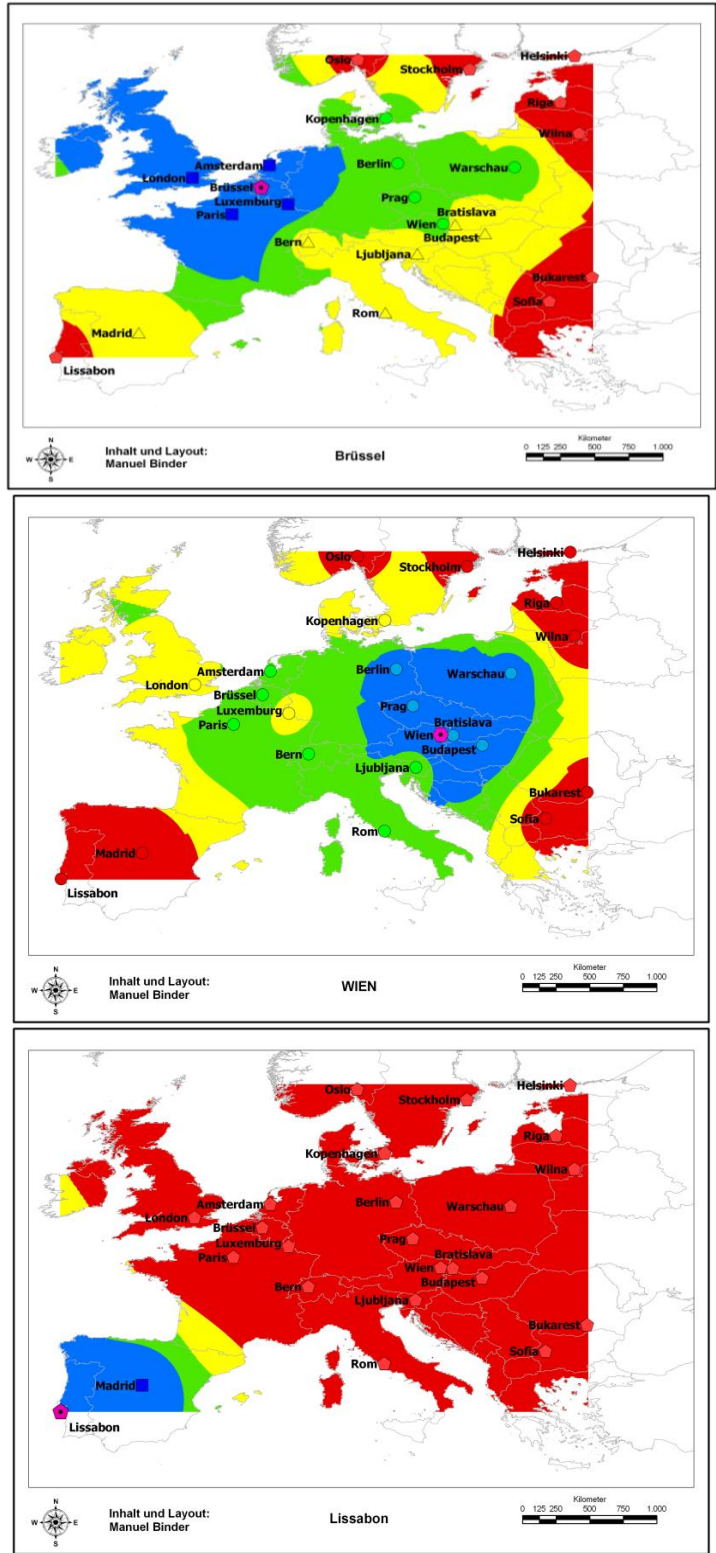 Oslo
Stockholm
Helsinki
Riga
Kopenhagen
Wilna
Amsterdam
Berlin
Warschau
London
Brüssel
Luxemburg
Prag
Paris
Bratislava
Wien
Budapest
Bern
Ljubljana
Bukarest
Sofia
Madrid
Rom
Lissabon
N
W E
S
Inhalt und Layout:
Manuel Binder
Brüssel
Kilometer
0 125 250 500 750 1.000
Oslo
Stockholm
Helsinki
Riga
Kopenhagen
Wilna
Amsterdam
Berlin
Warschau
London
Brüssel
Luxemburg
Prag
Paris
Bratislava
Wien
Budapest
Bern
Ljubljana
Bukarest
Sofia
Rom
Madrid
Lissabon
N
W E
S
Inhalt und Layout:
Manuel Binder
WIEN
Kilometer
0 125 250 500 750 1.000
Oslo
Stockholm
Helsinki
Riga
Kopenhagen
Wilna
Amsterdam
Berlin
Warschau
London
Brüssel
Luxemburg
Prag
Paris
Bratislava
Wien
Budapest
Bern
Ljubljana
Bukarest
Sofia
Rom
Madrid
Lissabon
N
W E
S
Inhalt und Layout:
Manuel Binder
Lissabon
Kilometer
0 125 250 500 750 1.000